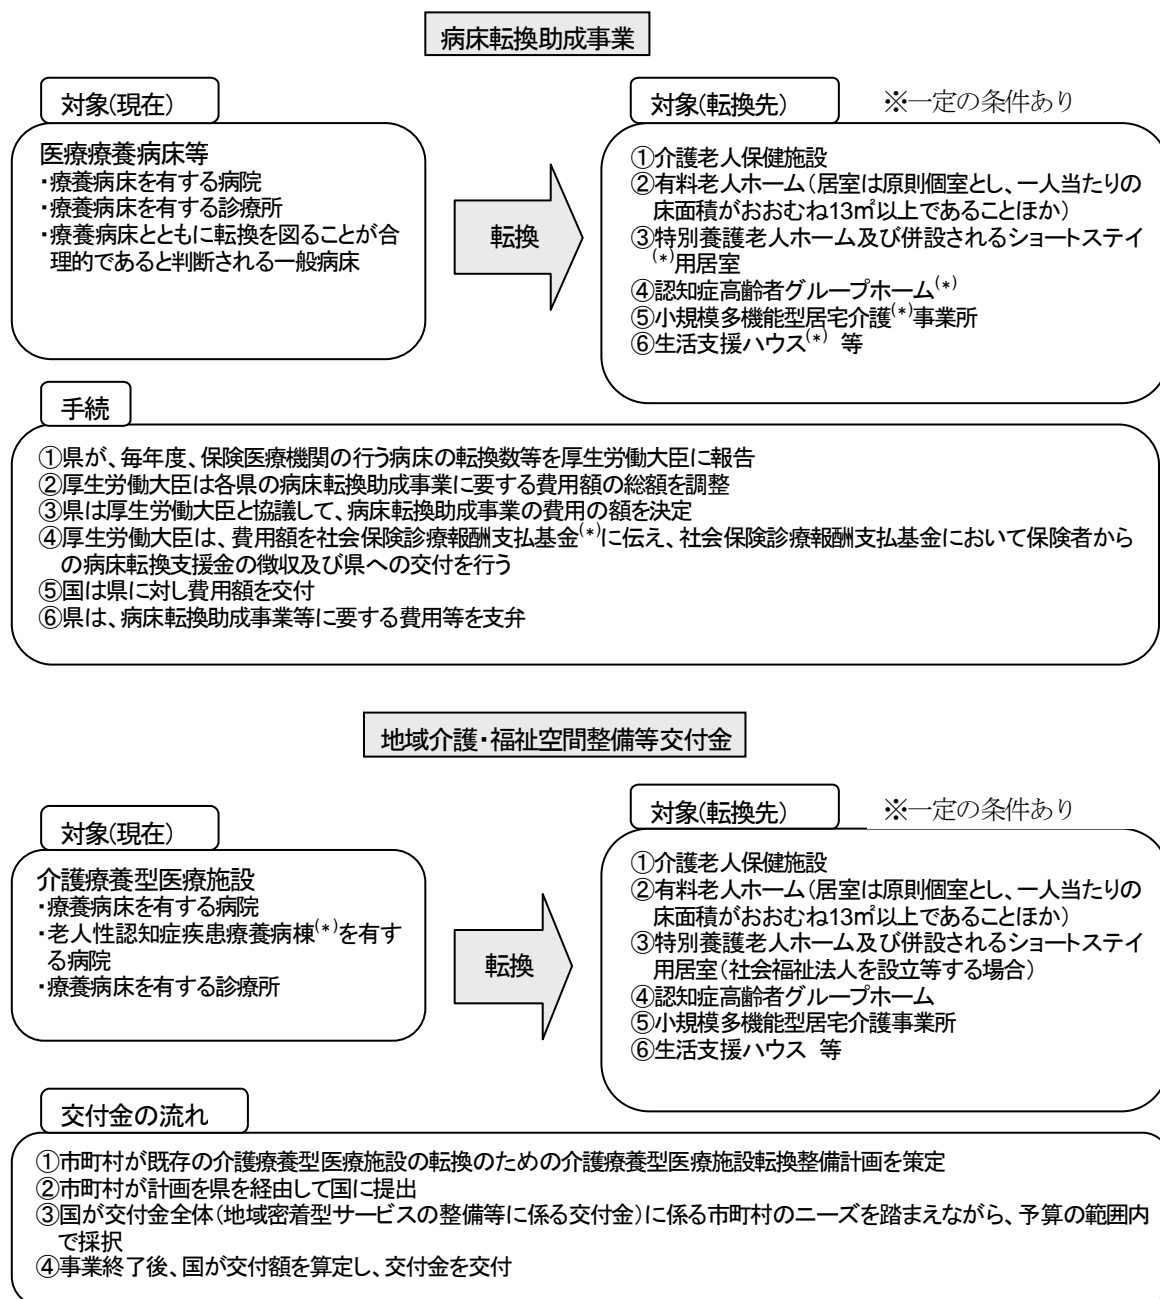 病床転換助成事業
対象(現在)
医療療養病床等
・療養病床を有する病院
・療養病床を有する診療所
・療養病床とともに転換を図ることが合
理的であると判断される一般病床
転換
対象(転換先)
※一定の条件あり
①介護老人保健施設
②有料老人ホーム(居室は原則個室とし、一人当たりの
床面積がおおむね13㎡以上であることほか)
③特別養護老人ホーム及び併設されるショートステイ
(*)用居室
④認知症高齢者グループホーム(*)
⑤小規模多機能型居宅介護(*)事業所
⑥生活支援ハウス(*) 等
手続
①県が、毎年度、保険医療機関の行う病床の転換数等を厚生労働大臣に報告
②厚生労働大臣は各県の病床転換助成事業に要する費用額の総額を調整
③県は厚生労働大臣と協議して、病床転換助成事業の費用の額を決定
④厚生労働大臣は、費用額を社会保険診療報酬支払基金(*)に伝え、社会保険診療報酬支払基金において保険者から
の病床転換支援金の徴収及び県への交付を行う
⑤国は県に対し費用額を交付
⑥県は、病床転換助成事業等に要する費用等を支弁
地域介護・福祉空間整備等交付金
対象(現在)
介護療養型医療施設
・療養病床を有する病院
・老人性認知症疾患療養病棟(*)を有す
る病院
・療養病床を有する診療所
転換
対象(転換先)
※一定の条件あり
①介護老人保健施設
②有料老人ホーム(居室は原則個室とし、一人当たりの
床面積がおおむね13㎡以上であることほか)
③特別養護老人ホーム及び併設されるショートステイ
用居室(社会福祉法人を設立等する場合)
④認知症高齢者グループホーム
⑤小規模多機能型居宅介護事業所
⑥生活支援ハウス 等
交付金の流れ
①市町村が既存の介護療養型医療施設の転換のための介護療養型医療施設転換整備計画を策定
②市町村が計画を県を経由して国に提出
③国が交付金全体(地域密着型サービスの整備等に係る交付金)に係る市町村のニーズを踏まえながら、予算の範囲内
で採択
④事業終了後、国が交付額を算定し、交付金を交付